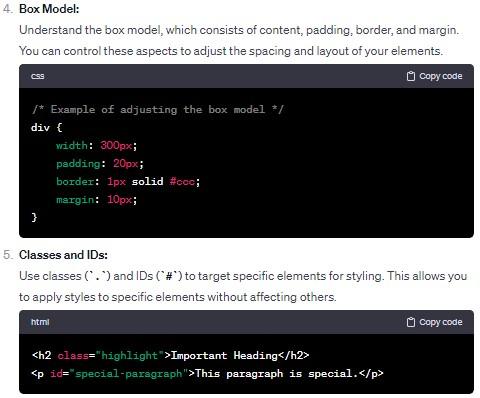 4. Box Model:
Understand the box model, which consists of content, padding, border, and margin.
You can control these aspects to adjust the spacing and layout of your elements.
css Copy code
/* Example of adjusting the box model */
div {
    width: 300px;
    padding: 20px;
    border: 1px solid #ccc;
    margin: 10px;
}
5. Classes and IDs:
Use classes (`.`) and IDs (`#`) to target specific elements for styling. This allows you
to apply styles to specific elements without affecting others.
html Copy code
<h2 class="highlight">Important Heading</h2>
<p id="special-paragraph">This paragraph is special.</p>